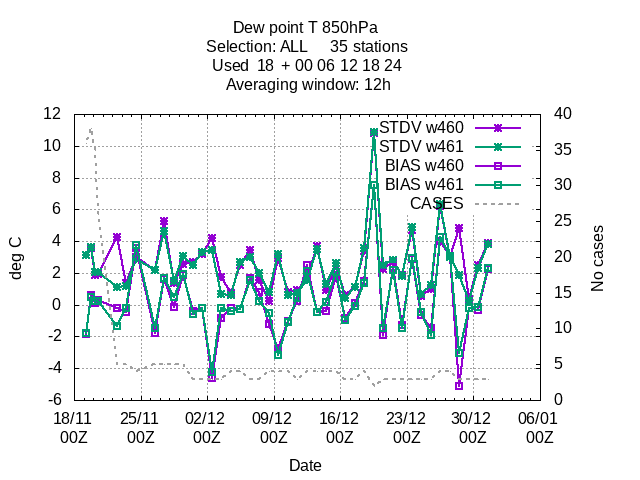 Dew point T 850hPa
Selection: ALL 35 stations
Used 18 + 00 06 12 18 24
Averaging window: 12h
12 40
STDV w460
10 35
STDV w461
BIAS w460
8 30
BIAS w461
6 CASES 25
4
20
2
15
0
10
-2
5
-4
-6 0
deg C
No cases
18/11 25/11 02/12 09/12 16/12 23/12 30/12 06/01
00Z 00Z 00Z 00Z 00Z 00Z 00Z 00Z
Date